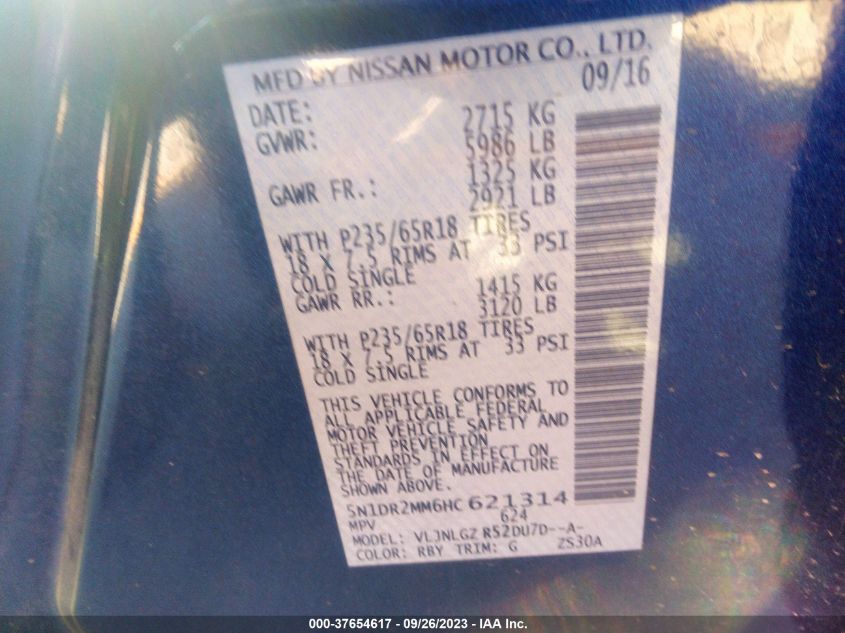 MFD BY NISSAN MOTOR CO., LTD.
DATE: 09/16
GVWR: 2715 KG
5986 LB
GAWR FR.: 1325 KG
2921 LB
WITH P235/65R18 TIRES
18 X 7.5 RIMS AT 33 PSI
COLD SINGLE
GAWR RR.: 1415 KG
3120 LB
WITH P235/65R18 TIRES
18 X 7.5 RIMS AT 33 PSI
COLD SINGLE
THIS VEHICLE CONFORMS TO
ALL APPLICABLE FEDERAL
MOTOR VEHICLE SAFETY AND
THEFT PREVENTION
STANDARDS IN EFFECT ON
THE DATE OF MANUFACTURE
SHOWN ABOVE.
5N1DR2MM6HC 621314
MPV 624
MODEL: VLJNLGZ R52DU7D--A-
COLOR: RBY TRIM: G ZS30A
000-37654617 - 09/26/2023 - IAA Inc.